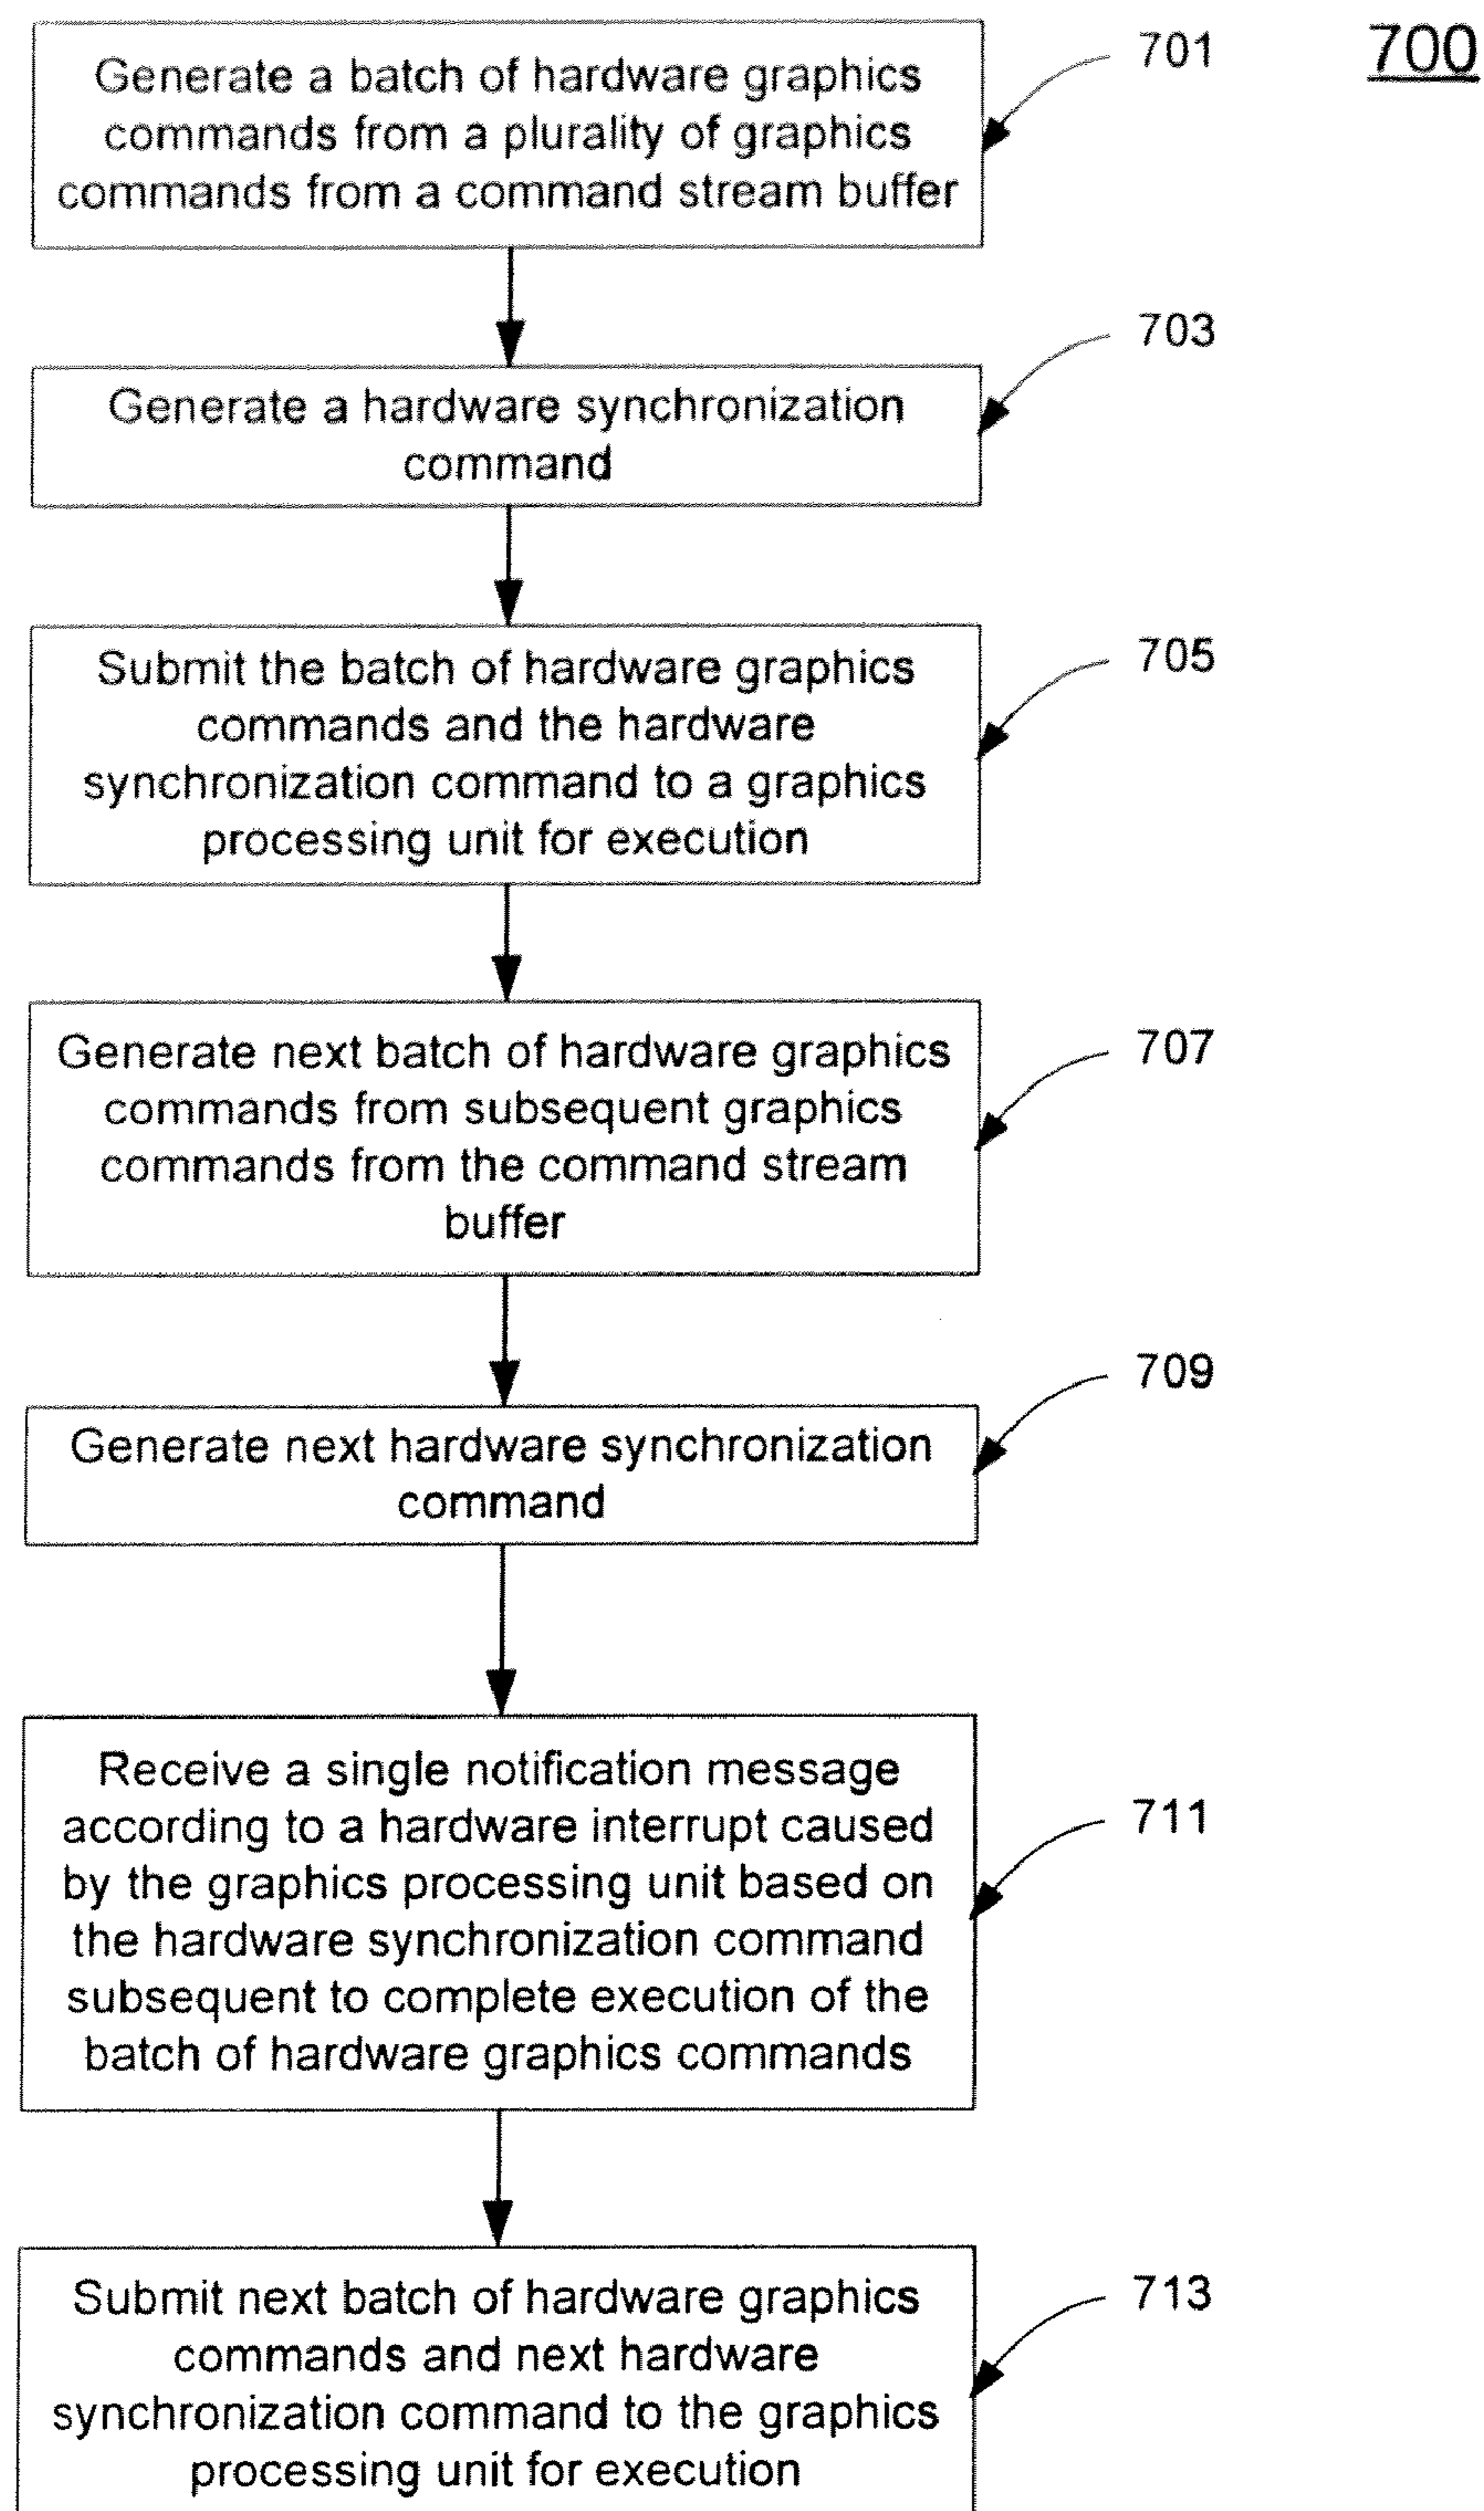 700
Generate a batch of hardware graphics
commands from a plurality of graphics
commands from a command stream buffer
701
Generate a hardware synchronization
command
703
Submit the batch of hardware graphics
commands and the hardware
synchronization command to a graphics
processing unit for execution
705
Generate next batch of hardware graphics
commands from subsequent graphics
commands from the command stream
buffer
707
Generate next hardware synchronization
command
709
Receive a single notification message
according to a hardware interrupt caused
by the graphics processing unit based on
the hardware synchronization command
subsequent to complete execution of the
batch of hardware graphics commands
711
Submit next batch of hardware graphics
commands and next hardware
synchronization command to the graphics
processing unit for execution
713